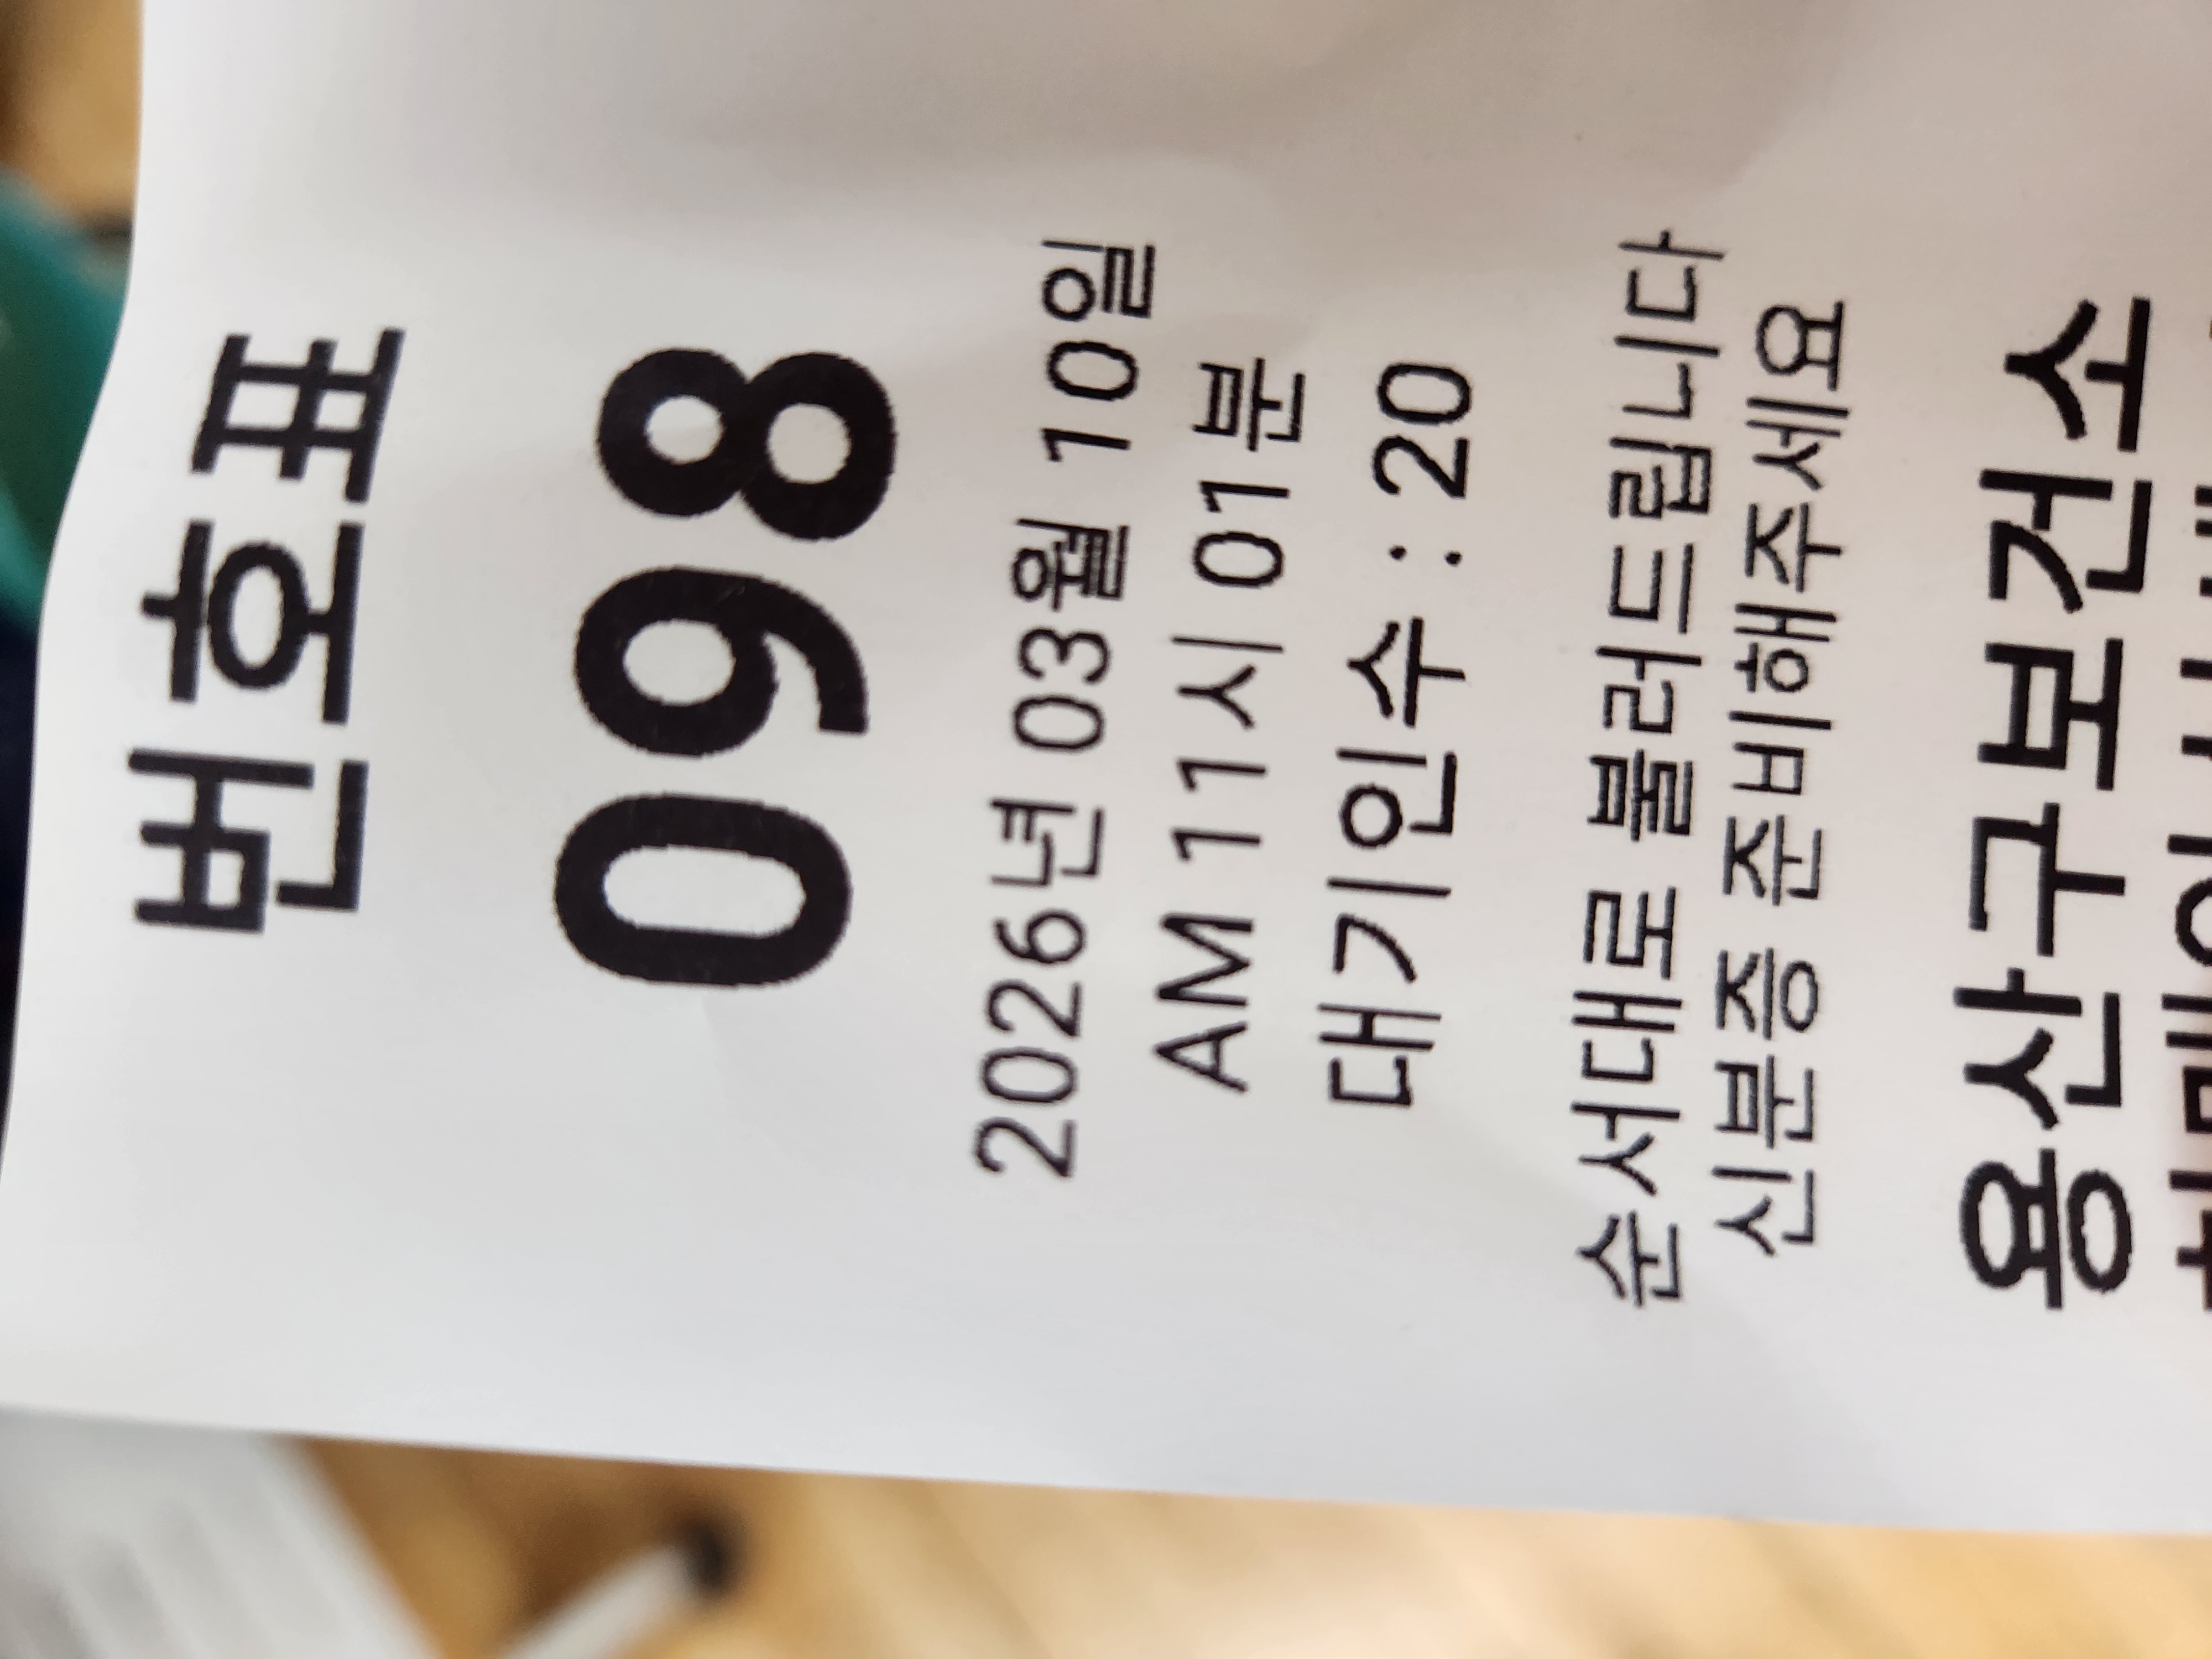 번호표
098
2026년 03월 10일
AM 11시 01분
대기인수 : 20
순서대로 불러드립니다
신분증 준비해주세요
용산구보건소